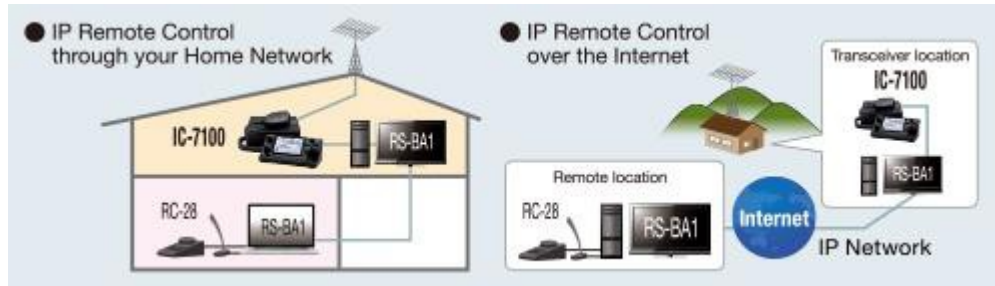 ● IP Remote Control
through your Home Network
IC-7100
RS-BA1
RC-28
RS-BA1
● IP Remote Control
over the Internet
Transceiver location
IC-7100
RS-BA1
Remote location
RC-28
RS-BA1
Internet
IP Network